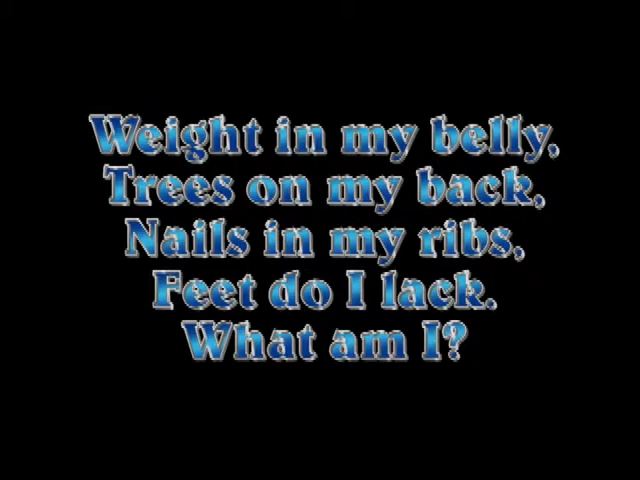 Weight in my belly,
Trees on my back,
Nails in my ribs,
Feet do I lack.
What am I?